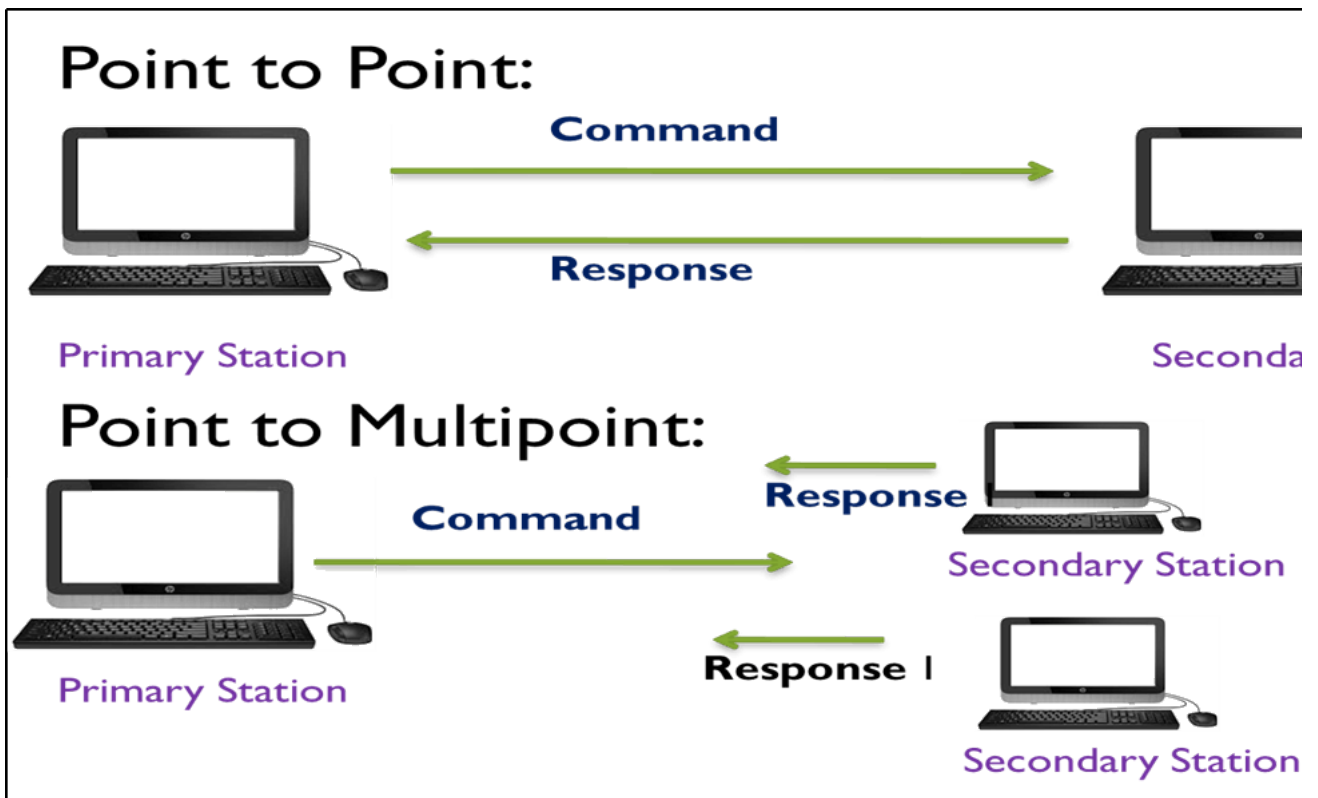 Point to Point:
Command
Response
Primary Station
Seconda
Point to Multipoint:
Response
Command
Secondary Station
Response I
Primary Station
Secondary Station